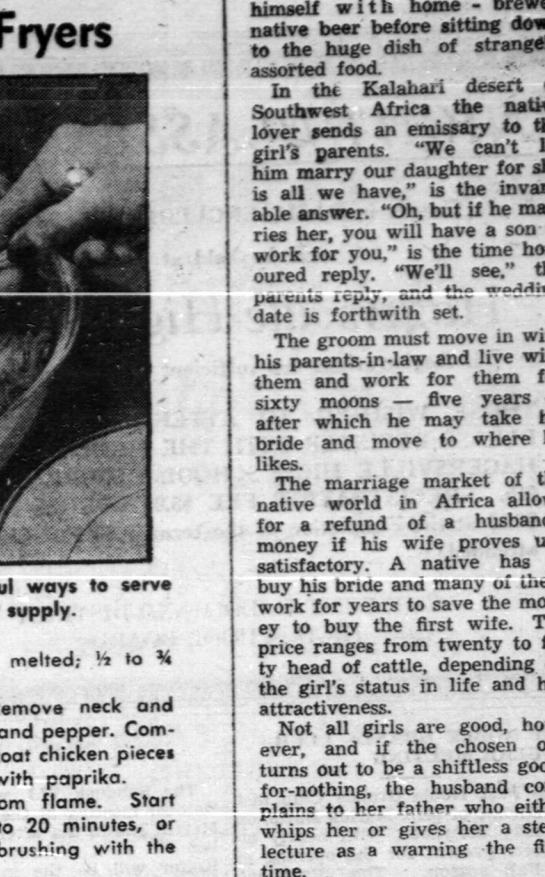 Fryers
ul ways to serve
supply.
melted; ½ to ¾
emove neck and
and pepper. Com-
oat chicken pieces
with paprika.
om flame. Start
to 20 minutes, or
brushing with the
himself with home - brewe
native beer before sitting dow
to the huge dish of strangel
assorted food.
In the Kalahari desert
Southwest Africa the nati
lover sends an emissary to th
girl's parents. "We can't l
him marry our daughter for sh
is all we have," is the invar
able answer. "Oh, but if he ma
ries her, you will have a son
work for you," is the time ho
oured reply. "We'll see," th
parents reply, and the weddin
date is forthwith set.
The groom must move in wi
his parents-in-law and live wi
them and work for them f
sixty moons — five years
after which he may take h
bride and move to where h
likes.
The marriage market of t
native world in Africa allow
for a refund of a husband
money if his wife proves u
satisfactory. A native has
buy his bride and many of the
work for years to save the mo
ey to buy the first wife. T
price ranges from twenty to f
ty head of cattle, depending
the girl's status in life and h
attractiveness.
Not all girls are good, ho
ever, and if the chosen o
turns out to be a shiftless goo
for-nothing, the husband co
plains to her father who eith
whips her or gives her a ste
lecture as a warning the fi
time.